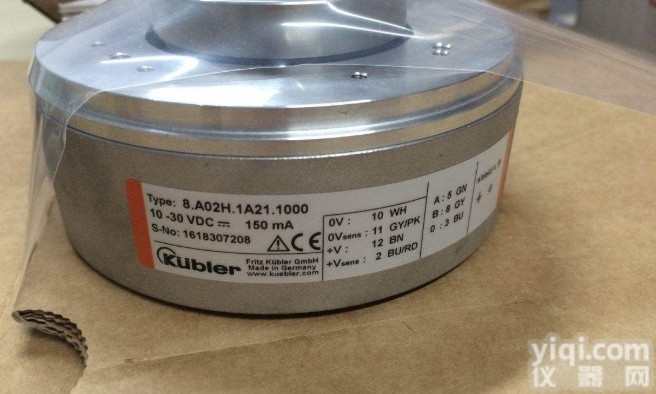 Type: 8.A02H.1A21.1000
10 -30 VDC ⎓ 150 mA
S-No: 1618307208
CE
Kübler
Fritz Kübler GmbH
Made in Germany
www.kuebler.com
0V : 10 WH
0Vsens : 11 GY/PK
+V : 12 BN
+Vsens : 2 BU/RD
A : 5 GN
B : 8 GY
0 : 3 BU
yiqi.com
仪器网